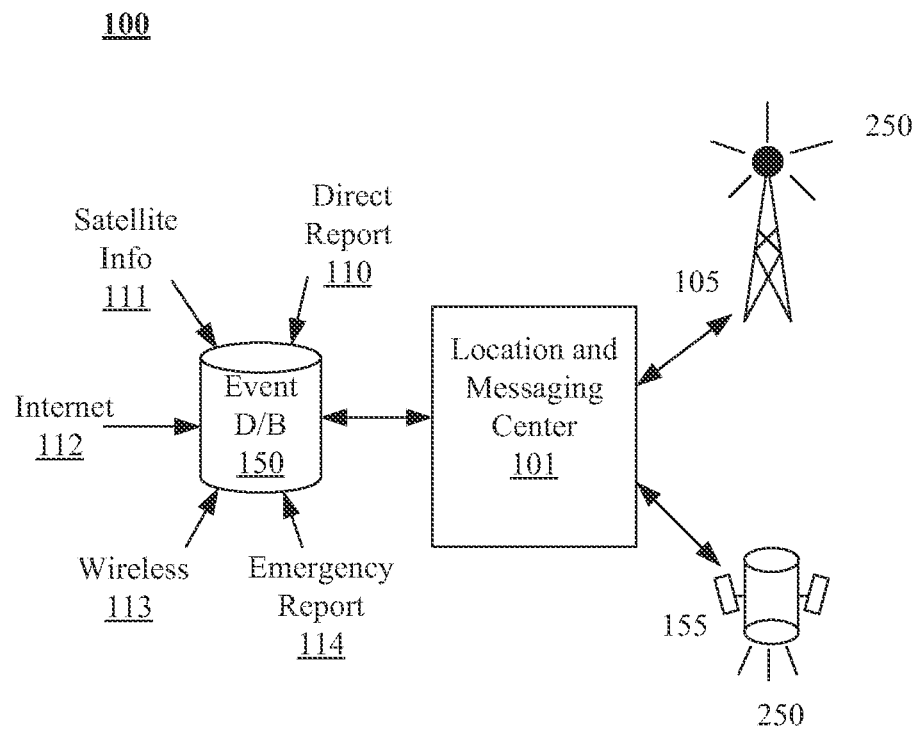 100
250
Direct
Report
110
Satellite
Info
111
105
Location and
Messaging
Center
101
Event
D/B
150
Internet
112
Wireless
113
Emergency
Report
114
155
250